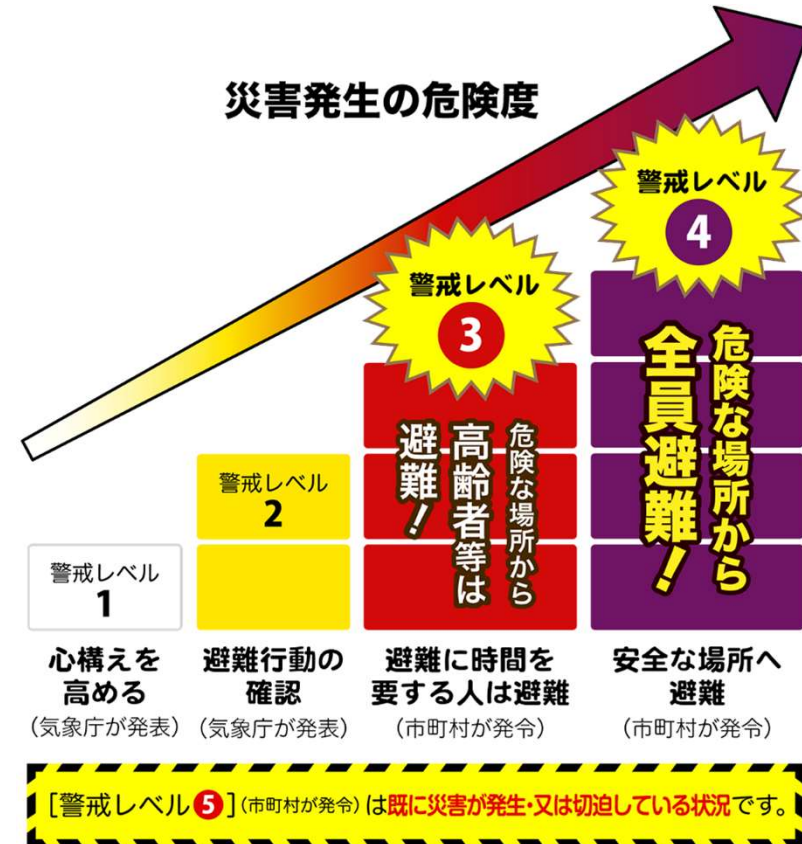 災害発生の危険度
警戒レベル
1
心構えを
高める
(気象庁が発表)
警戒レベル
2
避難行動の
確認
(気象庁が発表)
警戒レベル
3
危険な場所から
高齢者等は
避難!
避難に時間を
要する人は避難
(市町村が発令)
警戒レベル
4
危険な場所から
全員避難!
安全な場所へ
避難
(市町村が発令)
[警戒レベル5](市町村が発令)は既に災害が発生・又は切迫している状況です。